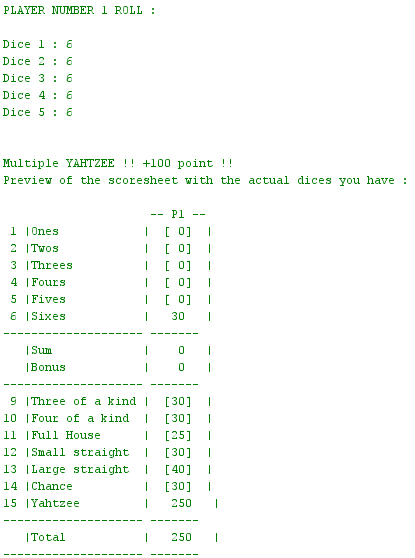 PLAYER NUMBER 1 ROLL :
Dice 1 : 6
Dice 2 : 6
Dice 3 : 6
Dice 4 : 6
Dice 5 : 6
Multiple YAHTZEE !! +100 point !!
Preview of the scoresheet with the actual dices you have :
-- P1 --
1 |Ones | [ 0] |
2 |Twos | [ 0] |
3 |Threes | [ 0] |
4 |Fours | [ 0] |
5 |Fives | [ 0] |
6 |Sixes | 30 |
-------------------- -------
|Sum | 0 |
|Bonus | 0 |
-------------------- -------
9 |Three of a kind | [30] |
10 |Four of a kind | [30] |
11 |Full House | [25] |
12 |Small straight | [30] |
13 |Large straight | [40] |
14 |Chance | [30] |
15 |Yahtzee | 250 |
-------------------- -------
|Total | 250 |
-------------------- -------